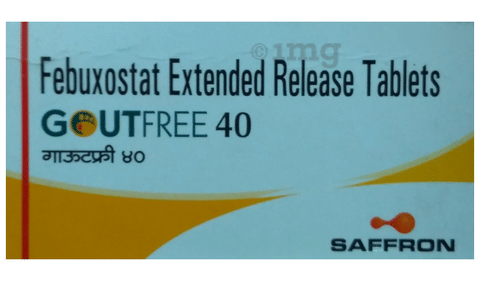 ©1mg
Febuxostat Extended Release Tablets
GOUTFREE 40
गाऊटफ्री ४०
SAFFRON